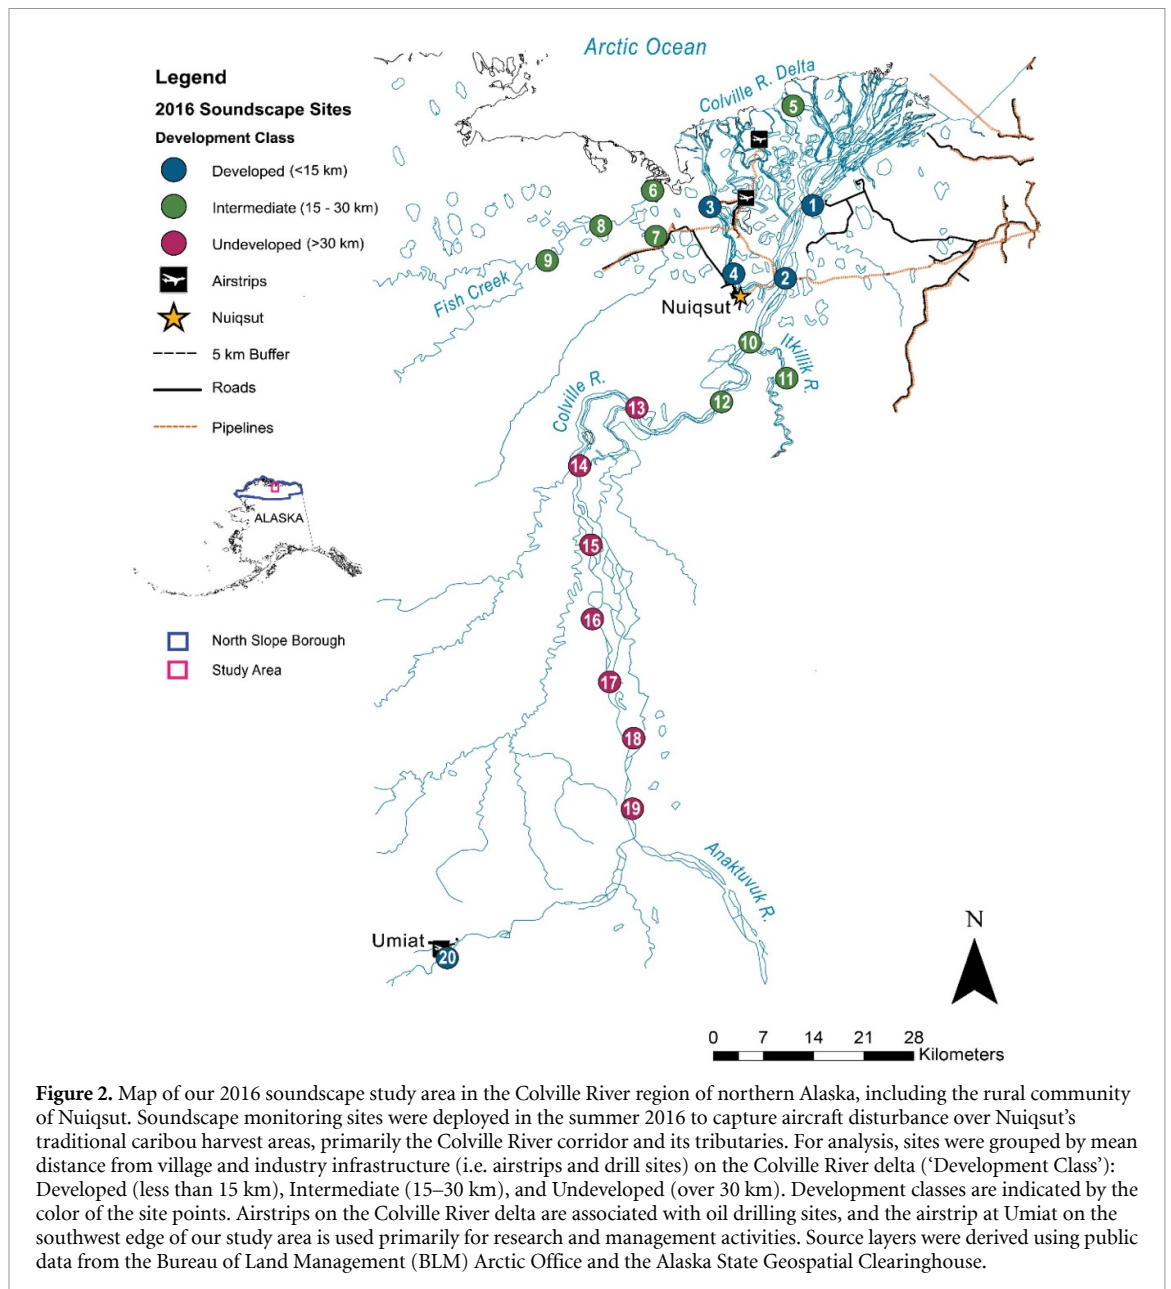 Arctic Ocean
Colville R. Delta
Legend
2016 Soundscape Sites
Development Class
Developed (<15 km)
Intermediate (15 - 30 km)
Undeveloped (>30 km)
Airstrips
Nuiqsut
5 km Buffer
Roads
Pipelines
ALASKA
North Slope Borough
Study Area
5
6
3
1
8
7
9
4
2
Fish Creek
Nuiqsut
10
Itkillik R.
11
12
Colville R.
13
14
15
16
17
18
19
Anaktuvuk R.
Umiat
20
N
0 7 14 21 28
Kilometers
Figure 2. Map of our 2016 soundscape study area in the Colville River region of northern Alaska, including the rural community
of Nuiqsut. Soundscape monitoring sites were deployed in the summer 2016 to capture aircraft disturbance over Nuiqsut's
traditional caribou harvest areas, primarily the Colville River corridor and its tributaries. For analysis, sites were grouped by mean
distance from village and industry infrastructure (i.e. airstrips and drill sites) on the Colville River delta ('Development Class'):
Developed (less than 15 km), Intermediate (15–30 km), and Undeveloped (over 30 km). Development classes are indicated by the
color of the site points. Airstrips on the Colville River delta are associated with oil drilling sites, and the airstrip at Umiat on the
southwest edge of our study area is used primarily for research and management activities. Source layers were derived using public
data from the Bureau of Land Management (BLM) Arctic Office and the Alaska State Geospatial Clearinghouse.